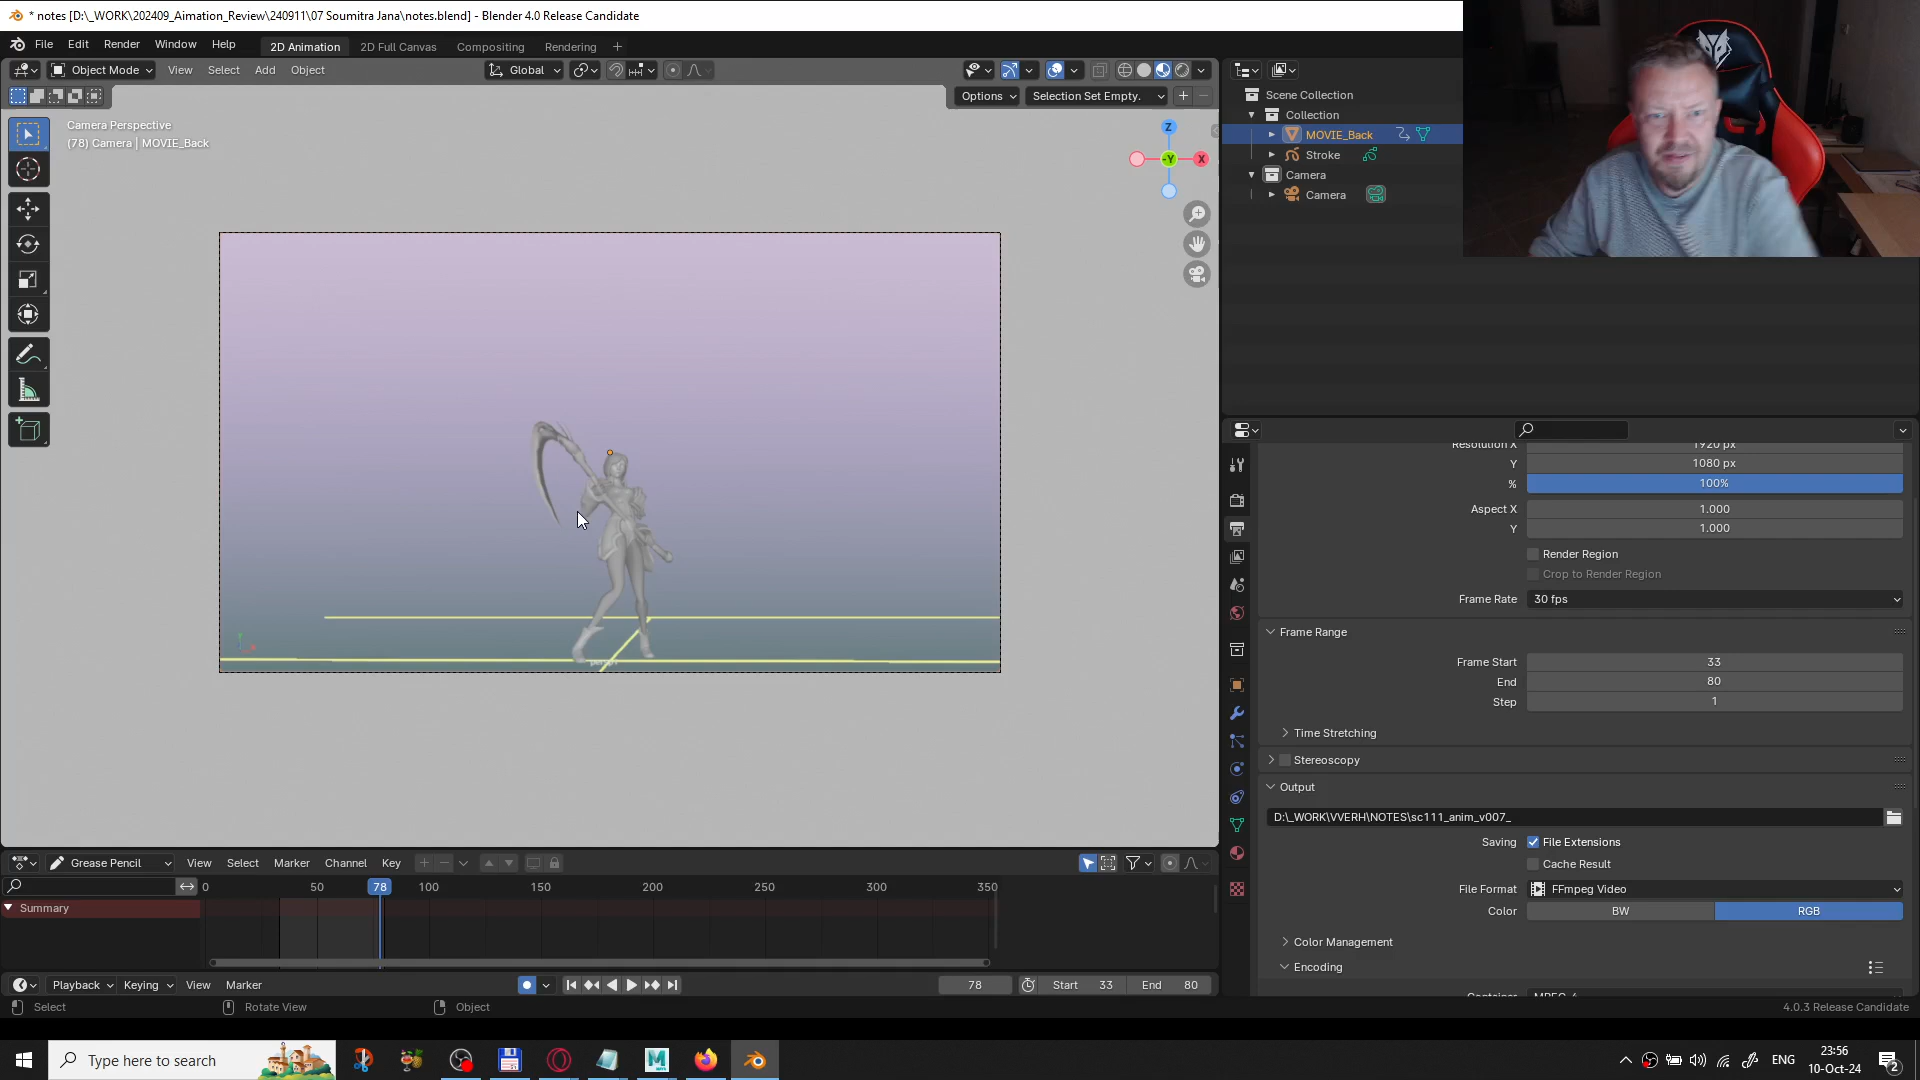 * notes [D:\_WORK\202409_Aimation_Review\240911\07 Soumitra Jana\notes.blend] - Blender 4.0 Release Candidate
File Edit Render Window Help 2D Animation 2D Full Canvas Compositing Rendering +
Object Mode View Select Add Object Global
Options Selection Set Empty.
Camera Perspective
(78) Camera | MOVIE_Back
Z
-Y X
Scene Collection
Collection
MOVIE_Back
Stroke
Camera
Camera
Resolution X 1920 px
Y 1080 px
% 100%
Aspect X 1.000
Y 1.000
Render Region
Crop to Render Region
Frame Rate 30 fps
Frame Range
Frame Start 33
End 80
Step 1
Time Stretching
Stereoscopy
Output
D:\_WORK\VVERH\NOTES\sc111_anim_v007_
Saving File Extensions
Cache Result
File Format FFmpeg Video
Color BW RGB
Color Management
Encoding
Container MPEG-4
Grease Pencil View Select Marker Channel Key
0 50 78 100 150 200 250 300 350
Summary
Playback Keying View Marker 78 Start 33 End 80
Select Rotate View Object 4.0.3 Release Candidate
Type here to search
ENG
23:56
10-Oct-24
2